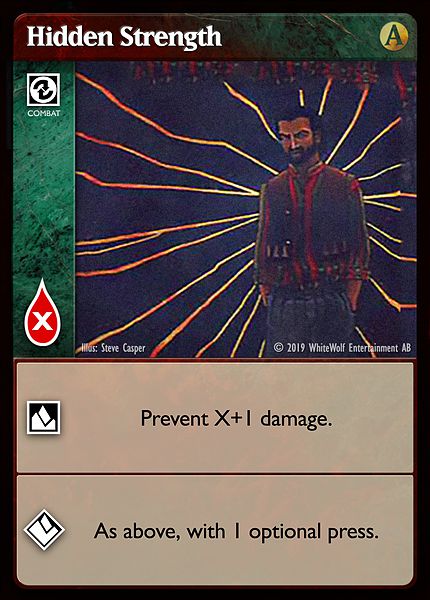 Hidden Strength
A
COMBAT
X
Illus: Steve Casper © 2019 WhiteWolf Entertainment AB
Prevent X+1 damage.
As above, with 1 optional press.